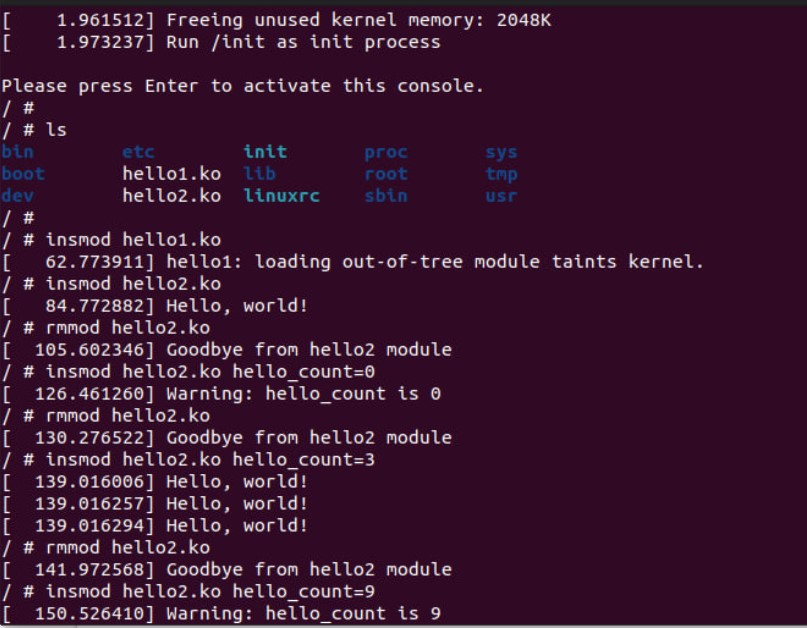 [    1.961512] Freeing unused kernel memory: 2048K
[    1.973237] Run /init as init process
Please press Enter to activate this console.
/ #
/ # ls
bin        etc        init       proc       sys
boot       hello1.ko  lib        root       tmp
dev        hello2.ko  linuxrc    sbin       usr
/ #
/ # insmod hello1.ko
[   62.773911] hello1: loading out-of-tree module taints kernel.
/ # insmod hello2.ko
[   84.772882] Hello, world!
/ # rmmod hello2.ko
[  105.602346] Goodbye from hello2 module
/ # insmod hello2.ko hello_count=0
[  126.461260] Warning: hello_count is 0
/ # rmmod hello2.ko
[  130.276522] Goodbye from hello2 module
/ # insmod hello2.ko hello_count=3
[  139.016006] Hello, world!
[  139.016257] Hello, world!
[  139.016294] Hello, world!
/ # rmmod hello2.ko
[  141.972568] Goodbye from hello2 module
/ # insmod hello2.ko hello_count=9
[  150.526410] Warning: hello_count is 9